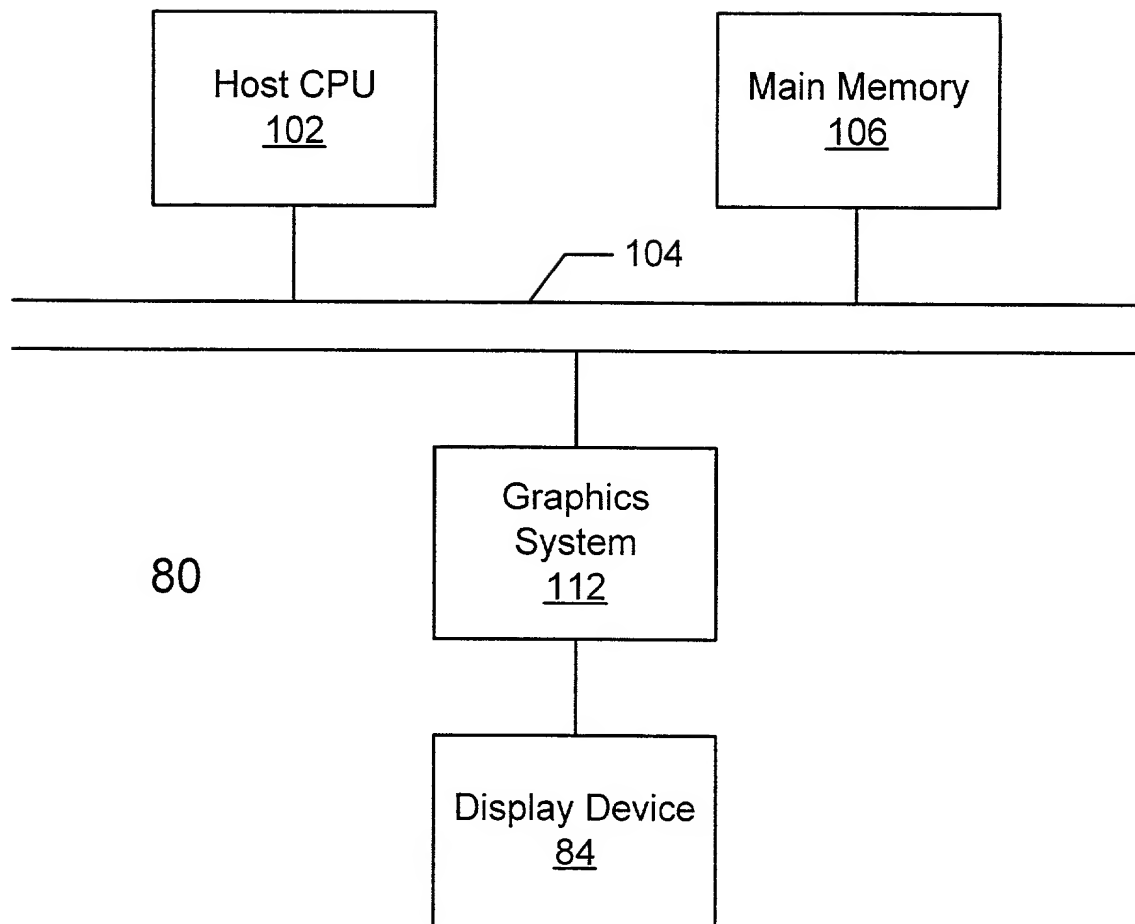 Host CPU
102
Main Memory
106
104
Graphics
System
112
80
Display Device
84